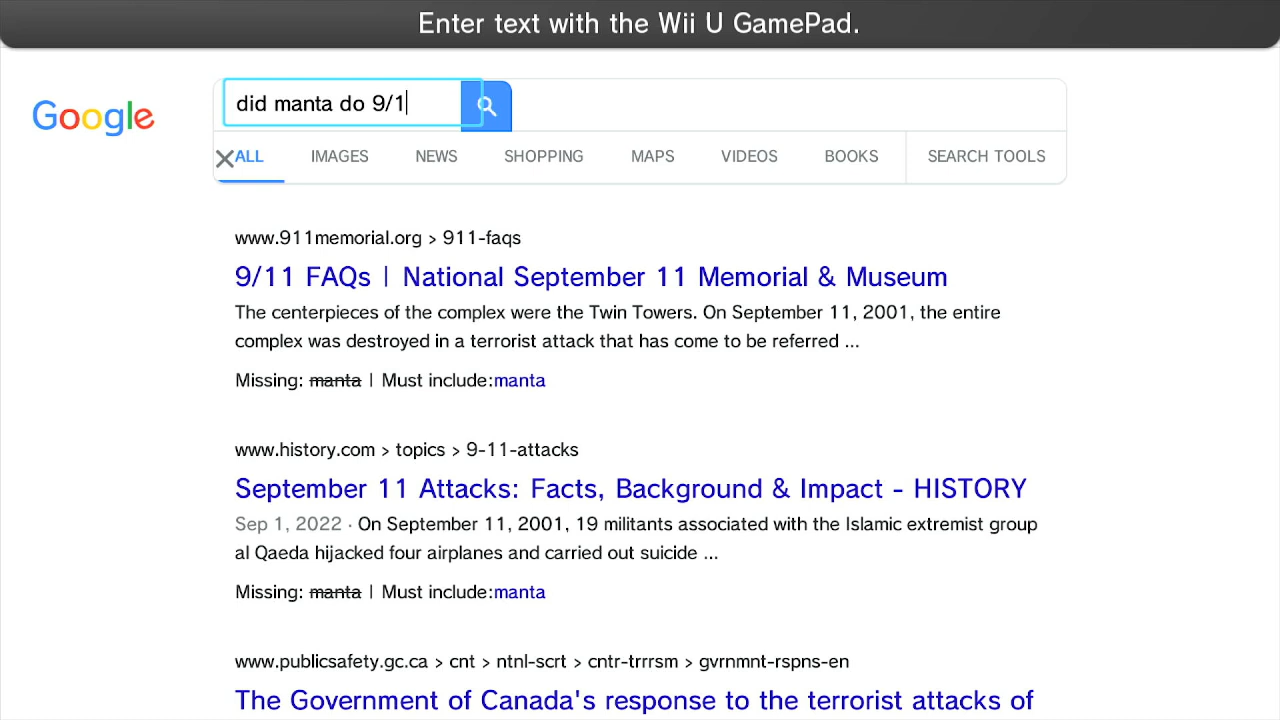 Enter text with the Wii U GamePad.
Google
did manta do 9/1
ALL IMAGES NEWS SHOPPING MAPS VIDEOS BOOKS SEARCH TOOLS
www.911memorial.org > 911-faqs
9/11 FAQs | National September 11 Memorial & Museum
The centerpieces of the complex were the Twin Towers. On September 11, 2001, the entire
complex was destroyed in a terrorist attack that has come to be referred ...
Missing: manta | Must include:manta
www.history.com > topics > 9-11-attacks
September 11 Attacks: Facts, Background & Impact - HISTORY
Sep 1, 2022 · On September 11, 2001, 19 militants associated with the Islamic extremist group
al Qaeda hijacked four airplanes and carried out suicide ...
Missing: manta | Must include:manta
www.publicsafety.gc.ca > cnt > ntnl-scrt > cntr-trrrsm > gvrnmnt-rspns-en
The Government of Canada's response to the terrorist attacks of